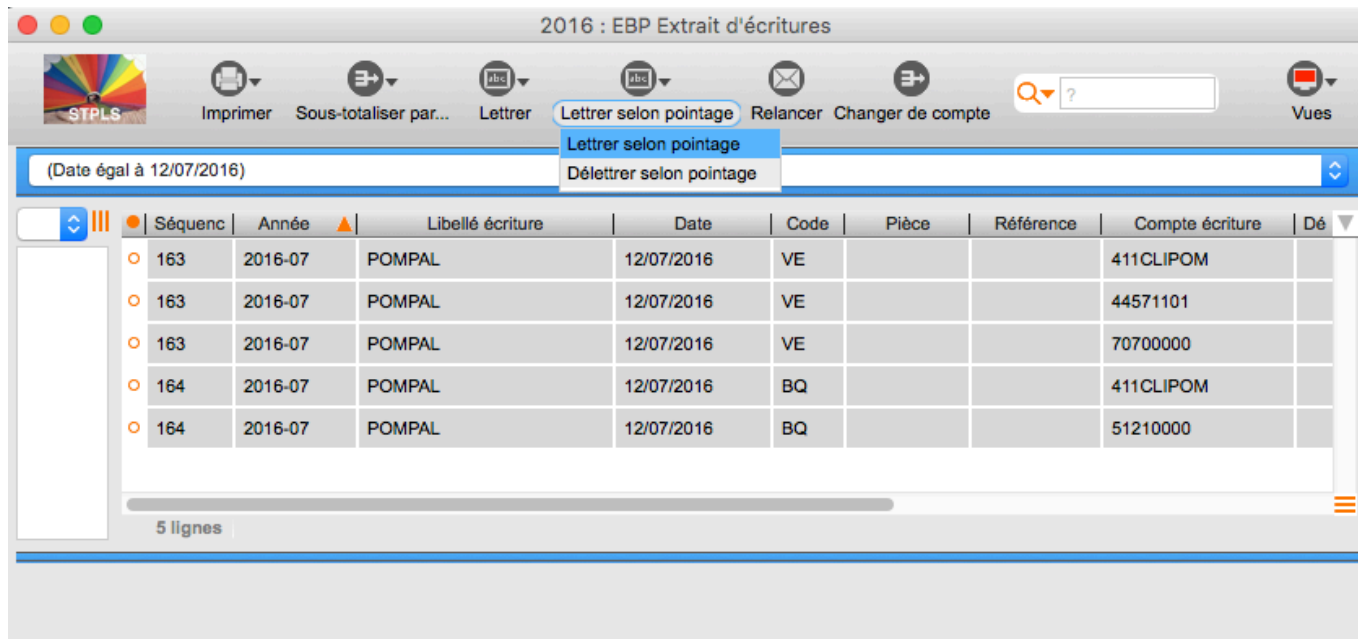 2016 : EBP Extrait d'écritures
STPLS
Imprimer Sous-totaliser par... Lettrer Lettrer selon pointage Relancer Changer de compte ? Vues
Lettrer selon pointage
Délettrer selon pointage
(Date égal à 12/07/2016)
Séquenc Année Libellé écriture Date Code Pièce Référence Compte écriture Dé
163 2016-07 POMPAL 12/07/2016 VE 411CLIPOM
163 2016-07 POMPAL 12/07/2016 VE 44571101
163 2016-07 POMPAL 12/07/2016 VE 70700000
164 2016-07 POMPAL 12/07/2016 BQ 411CLIPOM
164 2016-07 POMPAL 12/07/2016 BQ 51210000
5 lignes